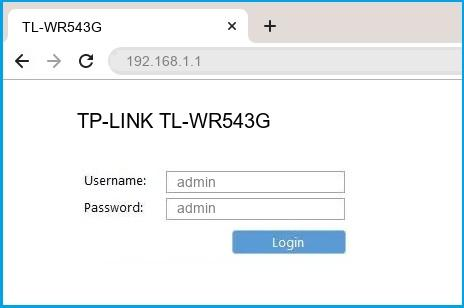 TL-WR543G
192.168.1.1
TP-LINK TL-WR543G
Username: admin
Password: admin
Login